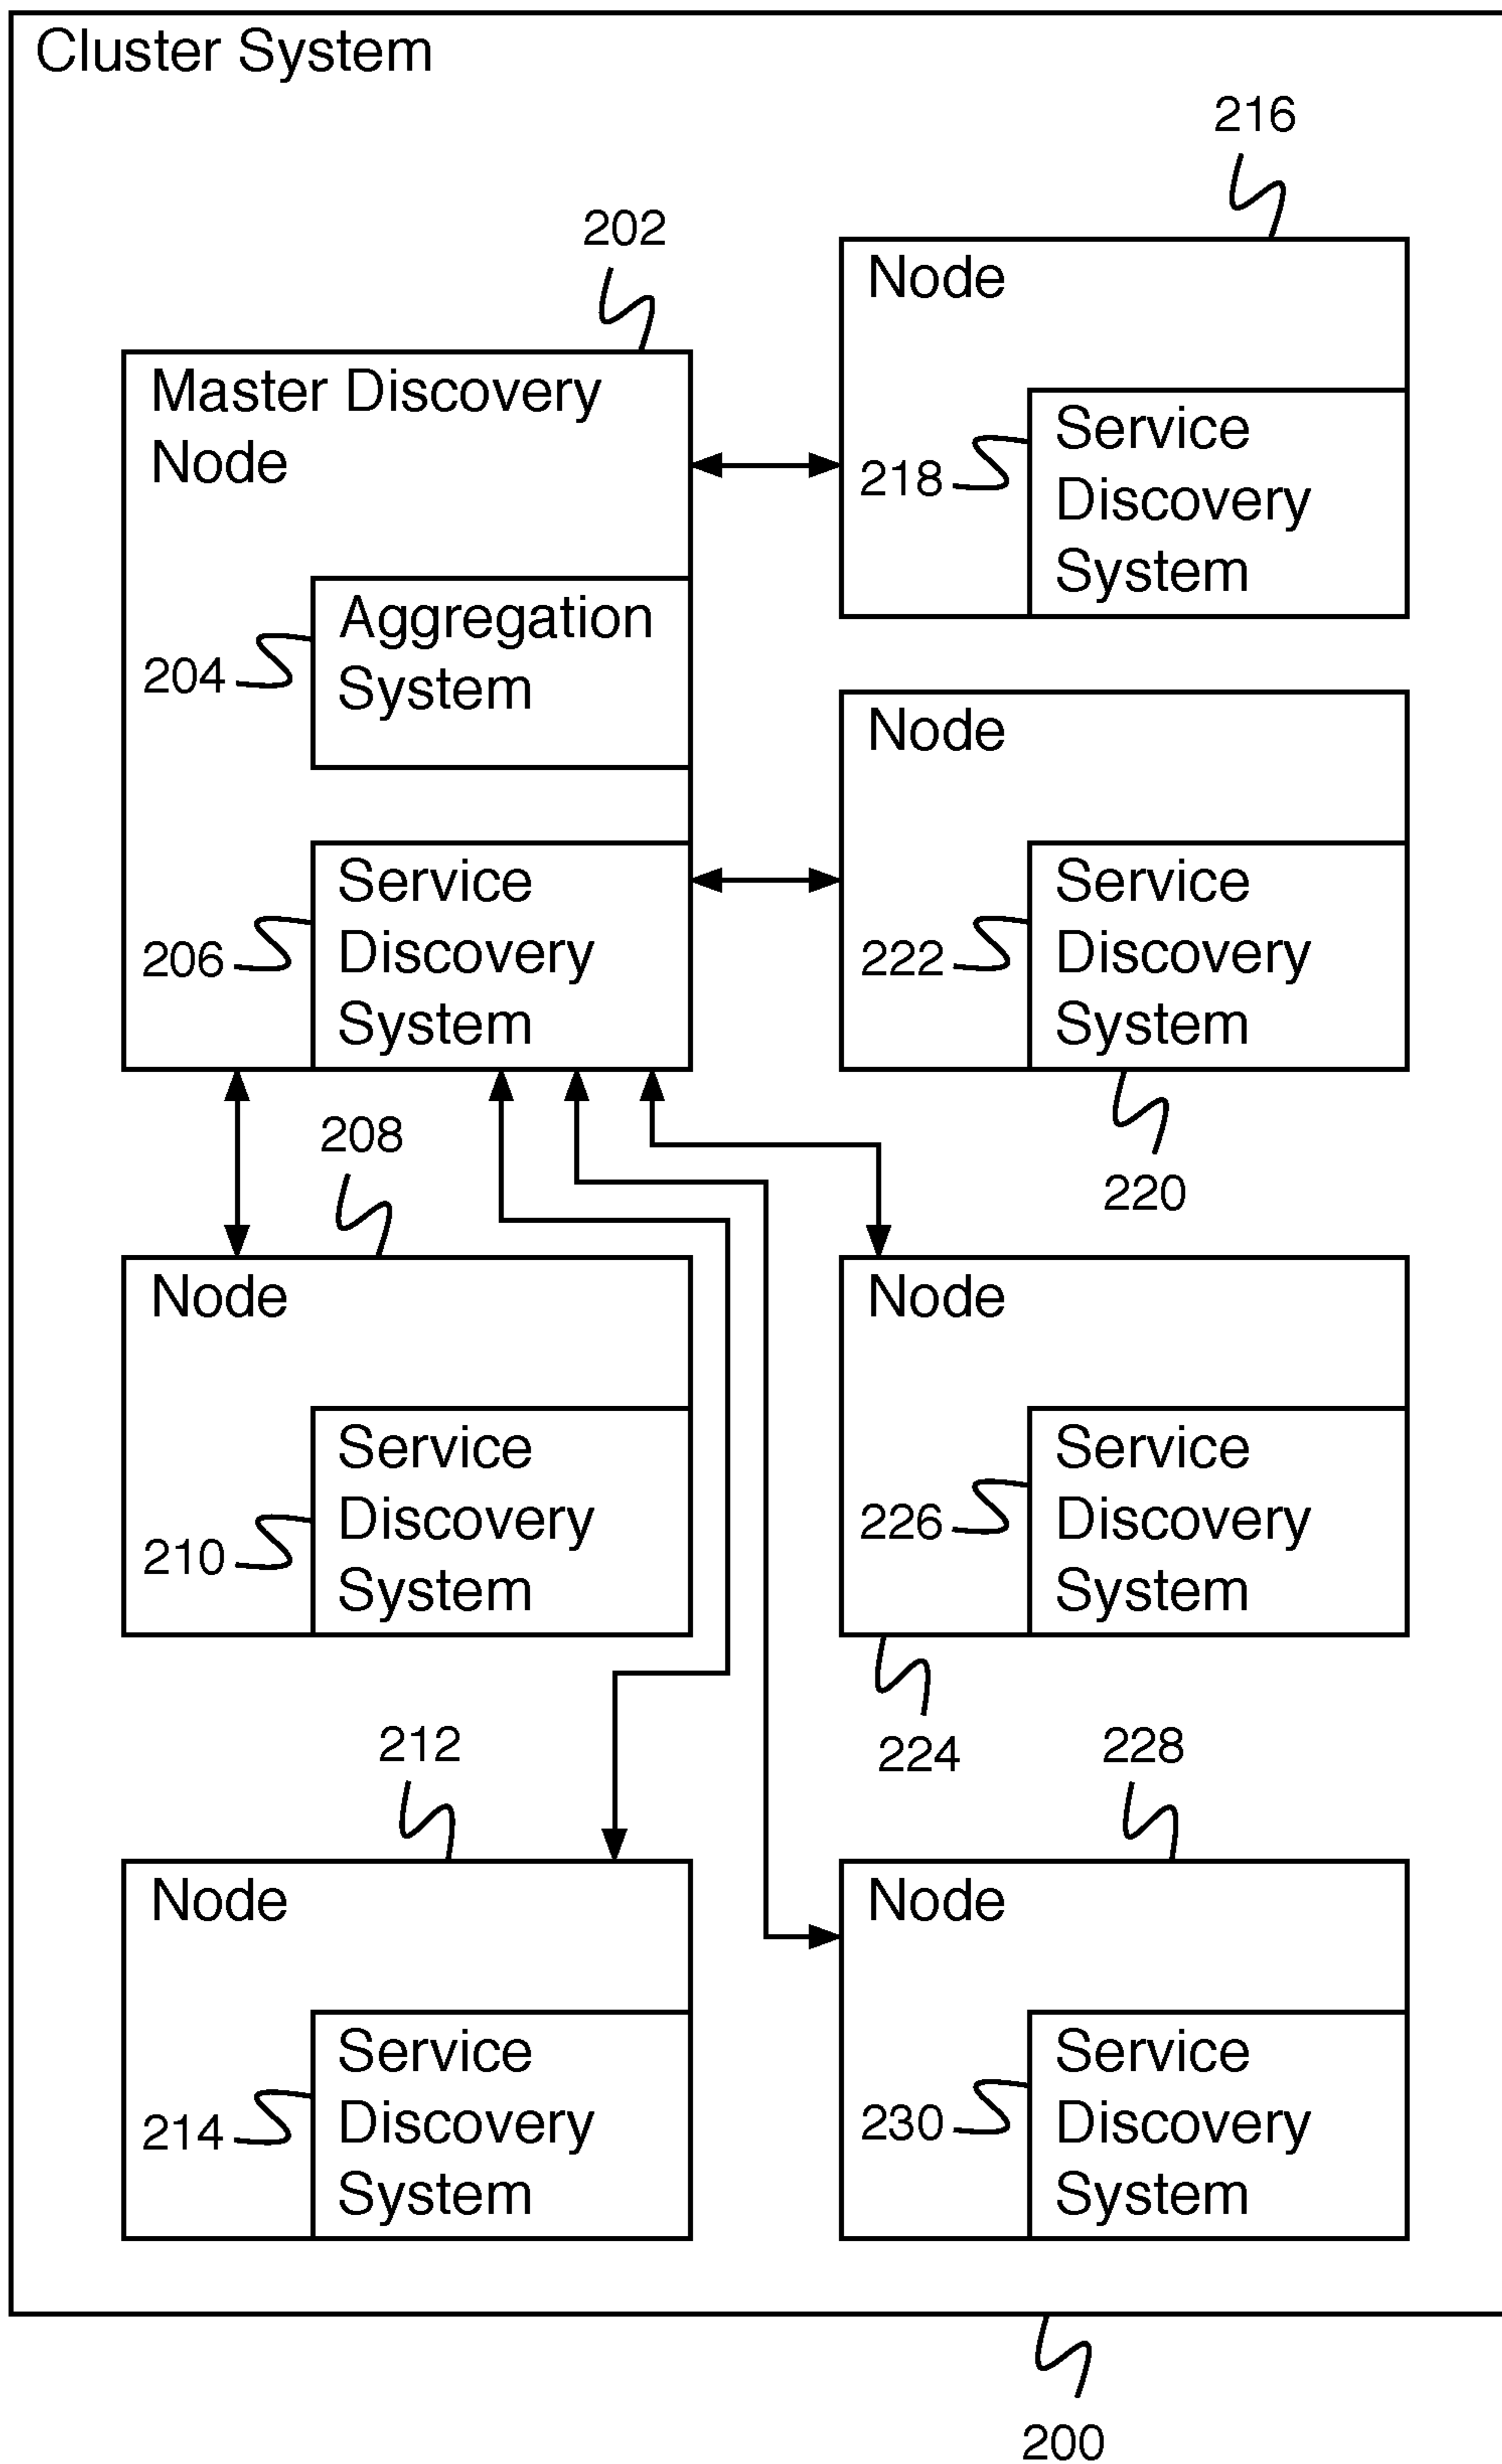 Cluster System
216
202
Node
Master Discovery
Node
Service
Discovery
System
218
Aggregation
System
204
Node
Service
Discovery
System
206
Service
Discovery
System
222
208
220
Node
Node
Service
Discovery
System
210
Service
Discovery
System
226
212
224
228
Node
Node
Service
Discovery
System
214
Service
Discovery
System
230
200